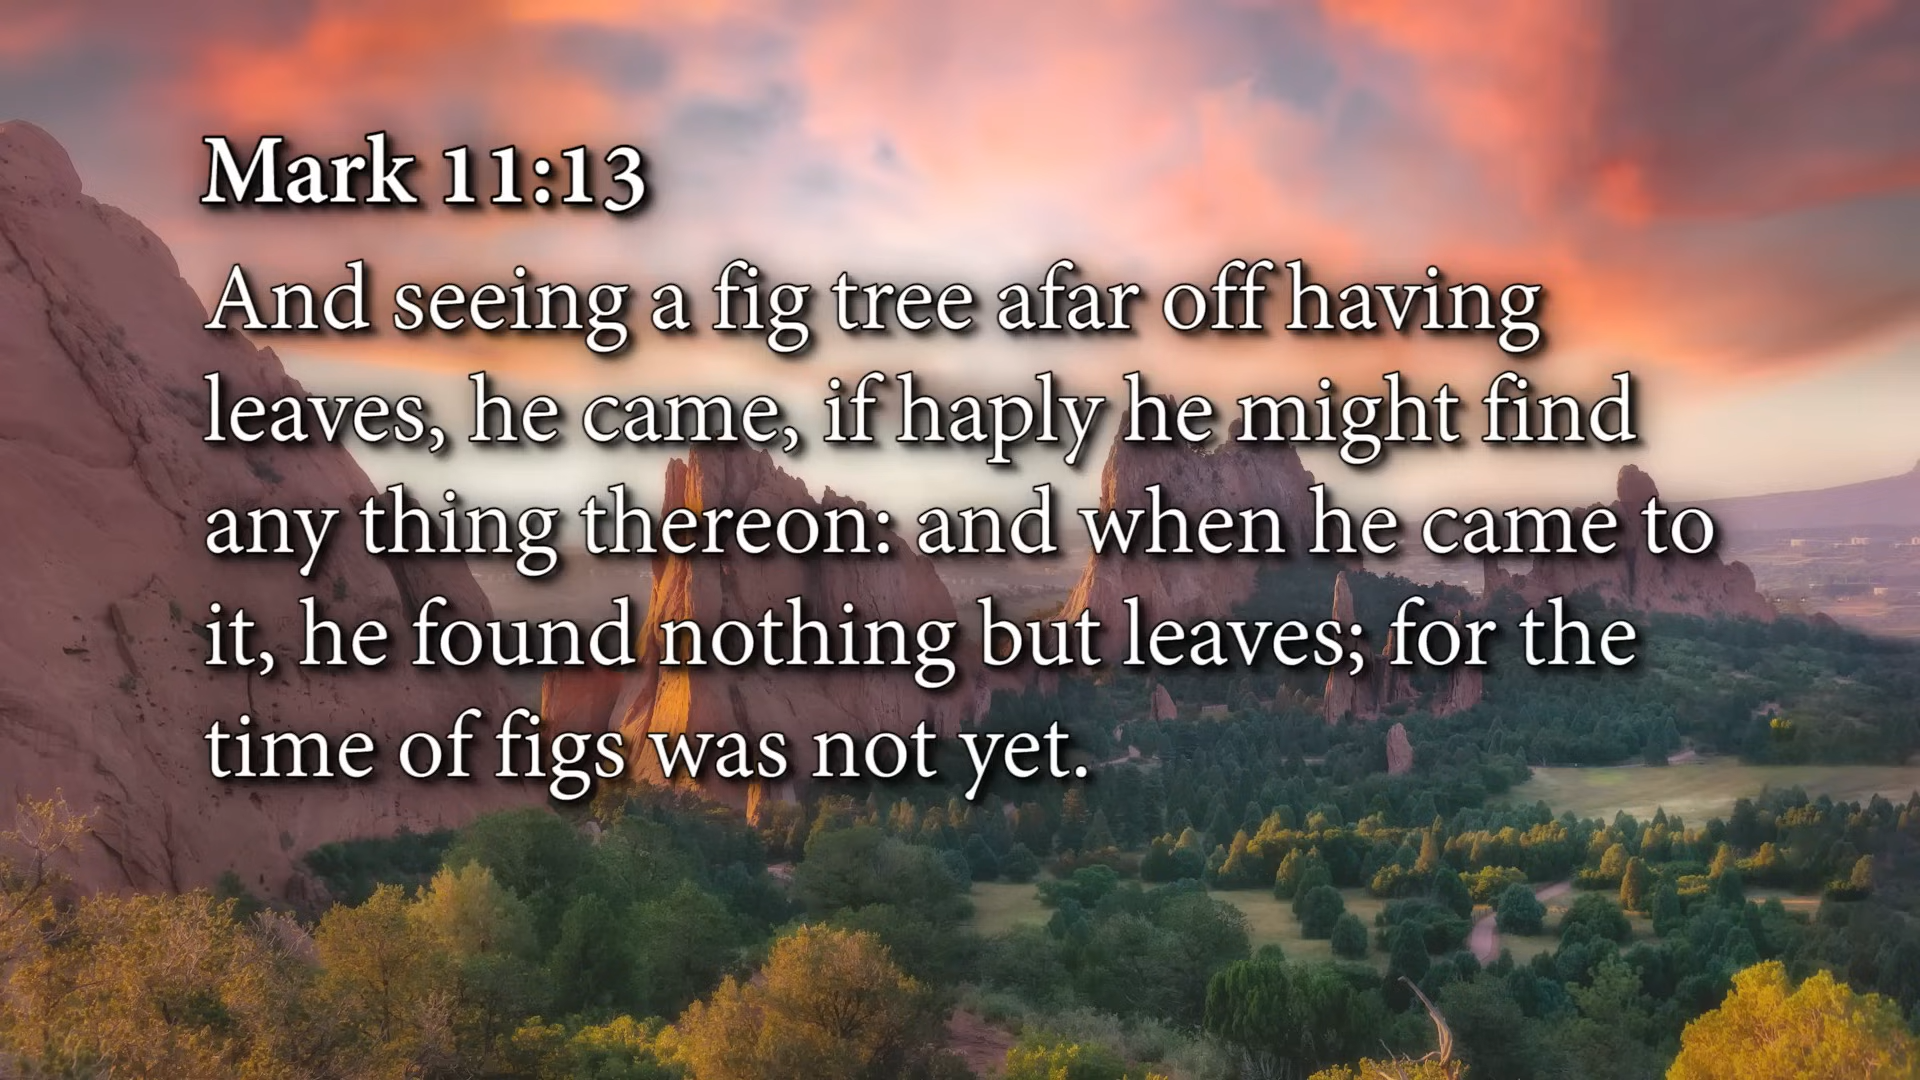 Mark 11:13
And seeing a fig tree afar off having
leaves, he came, if haply he might find
any thing thereon: and when he came to
it, he found nothing but leaves; for the
time of figs was not yet.